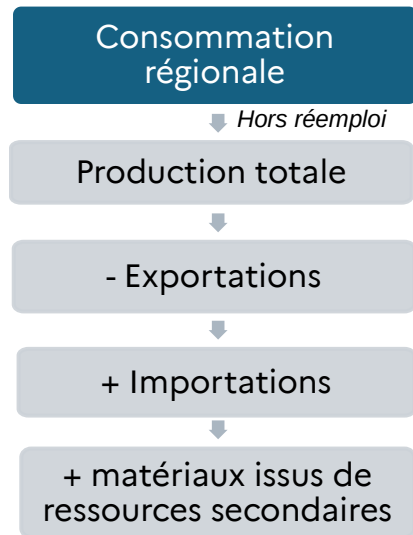 Consommation
régionale
Hors réemploi
Production totale
- Exportations
+ Importations
+ matériaux issus de
ressources secondaires